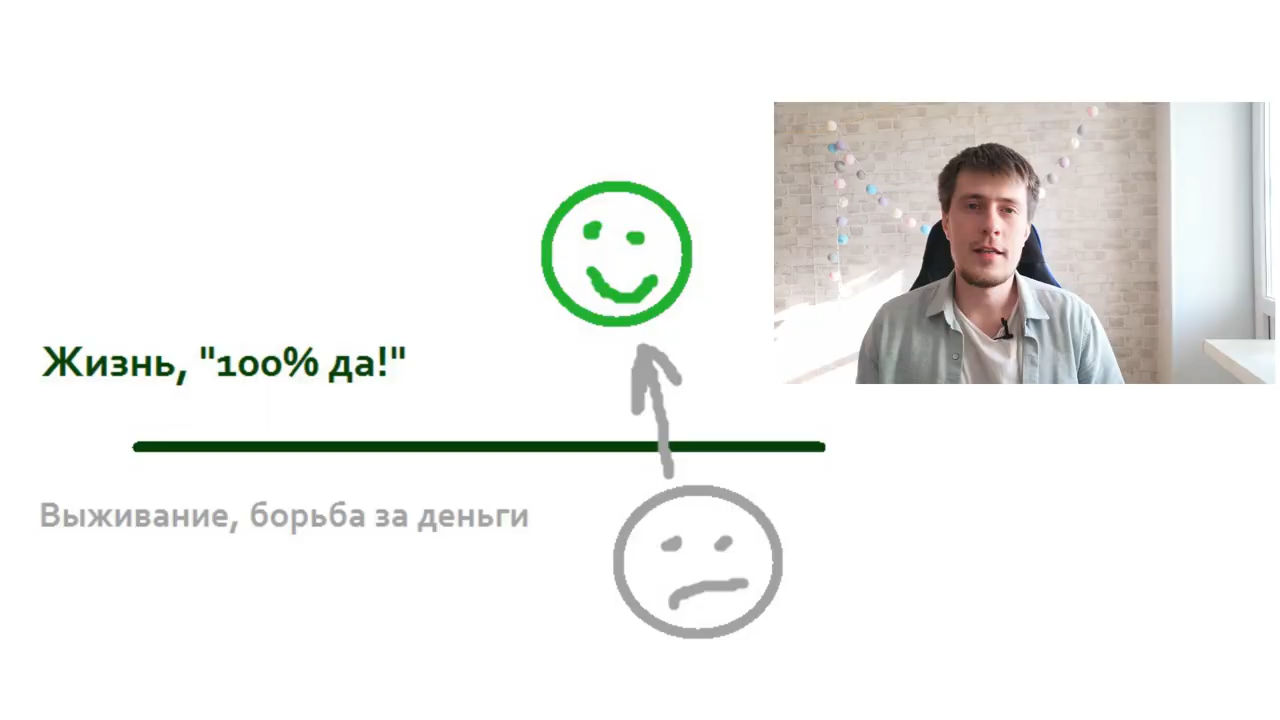 Жизнь, "100% да!"
Выживание, борьба за деньги